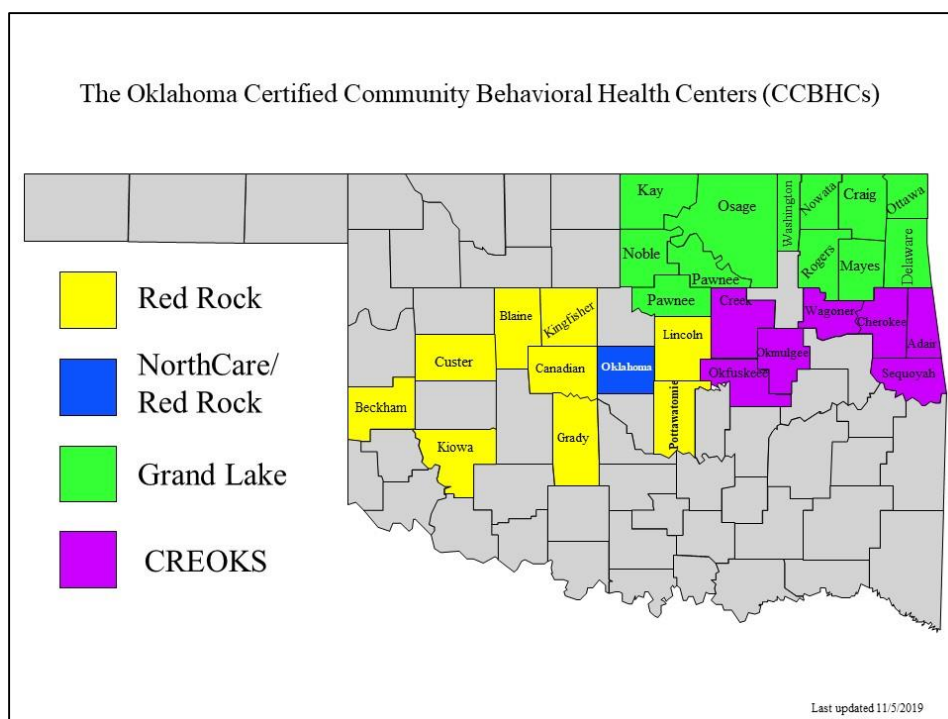 The Oklahoma Certified Community Behavioral Health Centers (CCBHCs)
Kay
Osage
Washington
Nowata
Craig
Ottawa
Noble
Pawnee
Rogers
Mayes
Delaware
Red Rock
Blaine
Kingfisher
Pawnee
Creek
Wagoner
Cherokee
Adair
Lincoln
Custer
Canadian
Oklahoma
Okmulgee
Okfuskee
Sequoyah
NorthCare/
Red Rock
Beckham
Kiowa
Grady
Pottawatomie
Grand Lake
CREOKS
Last updated 11/5/2019